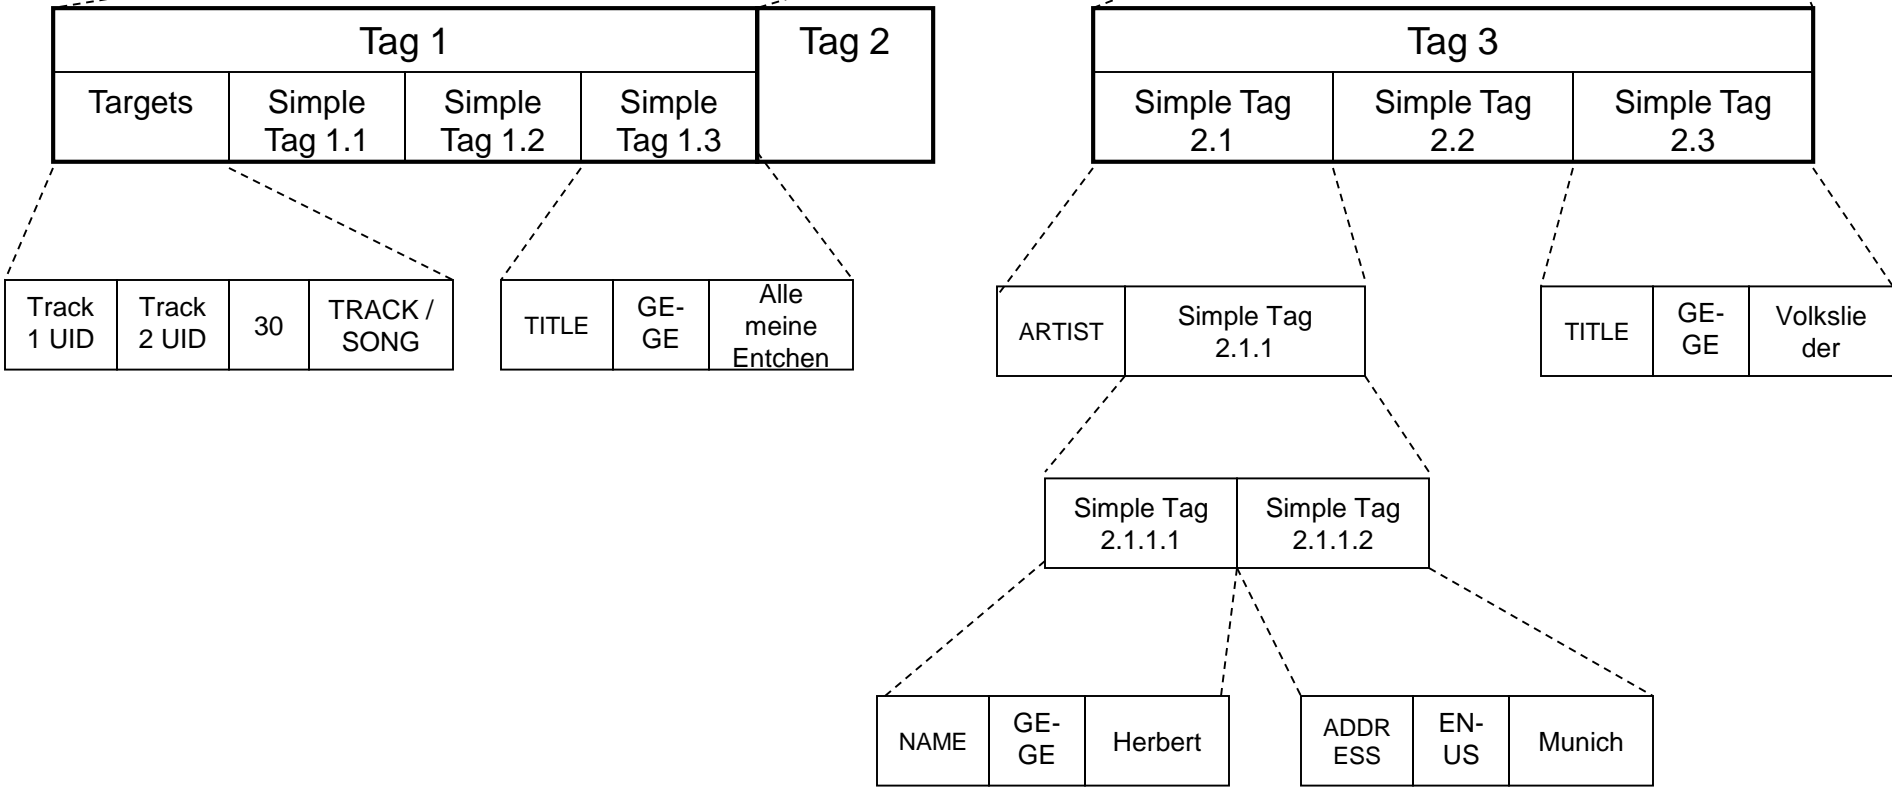 Tag 1
Tag 2
Tag 3
Targets
Simple
Tag 1.1
Simple
Tag 1.2
Simple
Tag 1.3
Simple Tag
2.1
Simple Tag
2.2
Simple Tag
2.3
Track
1 UID
Track
2 UID
30
TRACK /
SONG
TITLE
GE-
GE
Alle
meine
Entchen
ARTIST
Simple Tag
2.1.1
TITLE
GE-
GE
Volkslie
der
Simple Tag
2.1.1.1
Simple Tag
2.1.1.2
NAME
GE-
GE
Herbert
ADDR
ESS
EN-
US
Munich